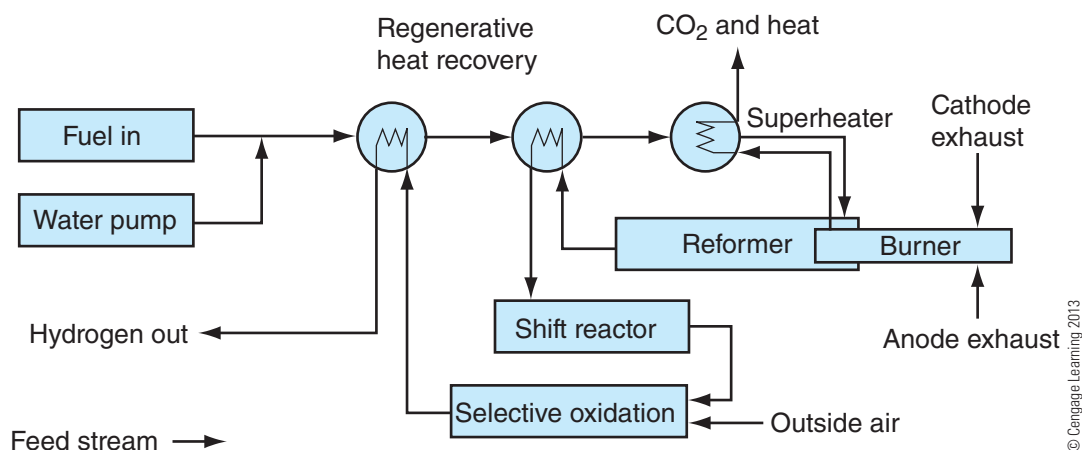 Regenerative
heat recovery
CO₂ and heat
Superheater
Cathode
exhaust
Fuel in
Water pump
Reformer
Burner
Hydrogen out
Shift reactor
Anode exhaust
Selective oxidation
Outside air
Feed stream
© Cengage Learning 2013